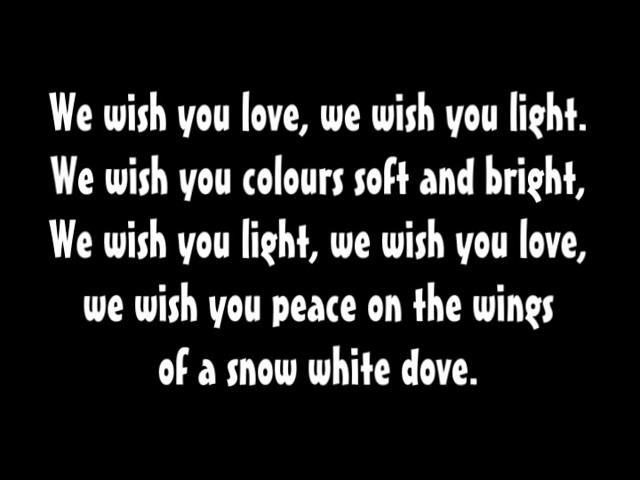 We wish you love, we wish you light.
We wish you colours soft and bright,
We wish you light, we wish you love,
we wish you peace on the wings
of a snow white dove.